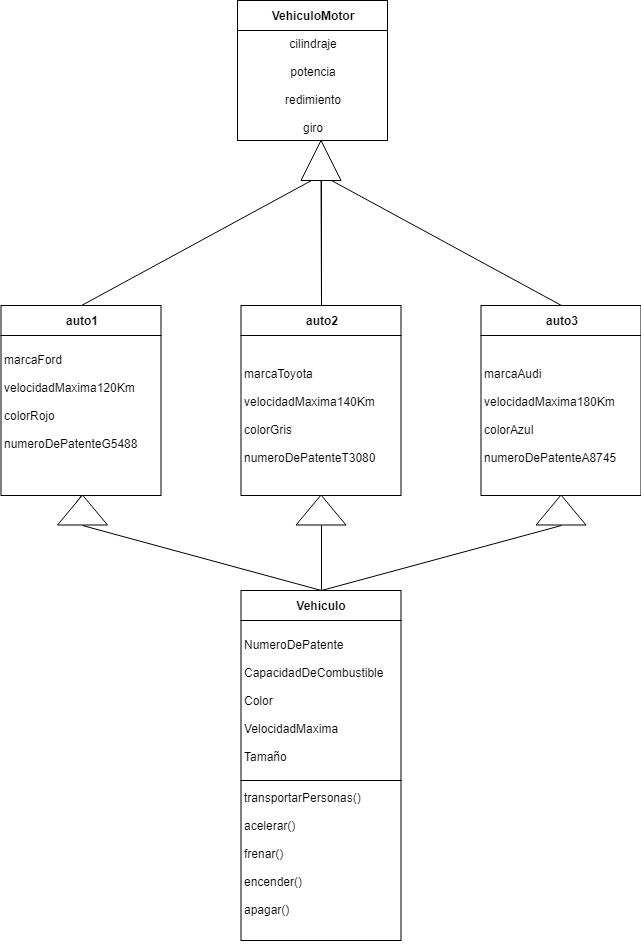 VehiculoMotor
cilindraje
potencia
redimiento
giro
auto1
marcaFord
velocidadMaxima120Km
colorRojo
numeroDePatenteG5488
auto2
marcaToyota
velocidadMaxima140Km
colorGris
numeroDePatenteT3080
auto3
marcaAudi
velocidadMaxima180Km
colorAzul
numeroDePatenteA8745
Vehiculo
NumeroDePatente
CapacidadDeCombustible
Color
VelocidadMaxima
Tamaño
transportarPersonas()
acelerar()
frenar()
encender()
apagar()